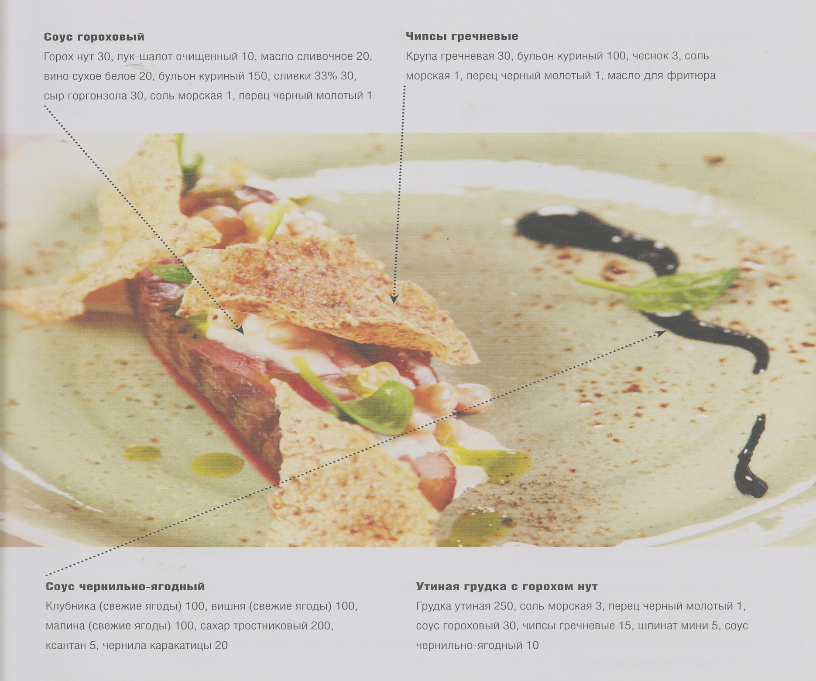 Соус гороховый
Горох нут 30, лук-шалот очищенный 10, масло сливочное 20,
вино сухое белое 20, бульон куриный 150, сливки 33% 30,
сыр горгонзола 30, соль морская 1, перец черный молотый 1
Чипсы гречневые
Крупа гречневая 30, бульон куриный 100, чеснок 3, соль
морская 1, перец черный молотый 1, масло для фритюра
Соус чернильно-ягодный
Клубника (свежие ягоды) 100, вишня (свежие ягоды) 100,
малина (свежие ягоды) 100, сахар тростниковый 200,
ксантан 5, чернила каракатицы 20
Утиная грудка с горохом нут
Грудка утиная 250, соль морская 3, перец черный молотый 1,
соус гороховый 30, чипсы гречневые 15, шпинат мини 5, соус
чернильно-ягодный 10